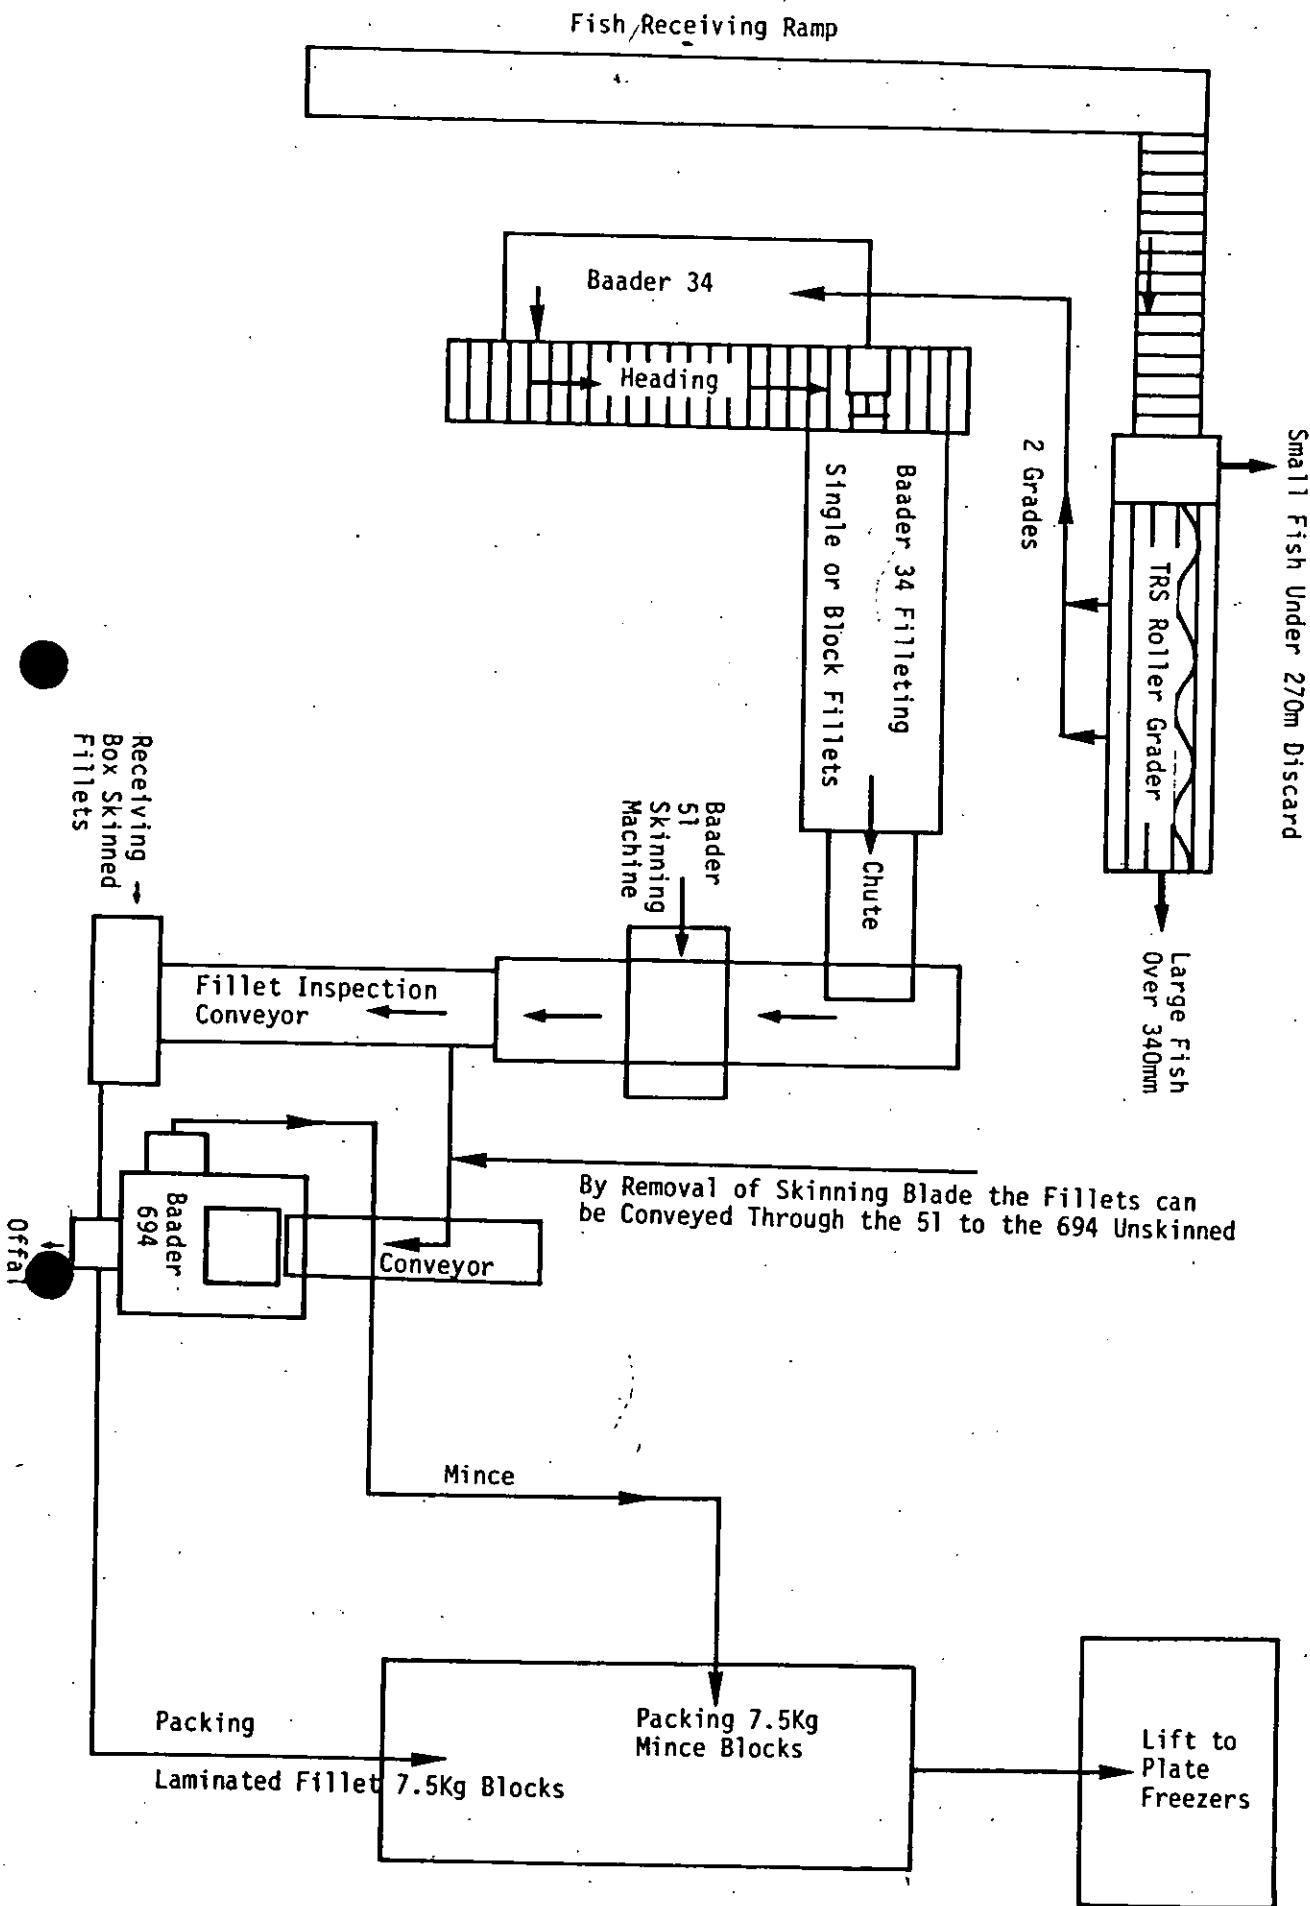 Fish Receiving Ramp
Small Fish Under 270m Discard
Baader 34
Heading
2 Grades
TRS Roller Grader
Baader 34 Filleting
Single or Block Fillets
Large Fish
Over 340mm
Chute
Baader
51
Skinning
Machine
Receiving
Box Skinned
Fillets
Fillet Inspection
Conveyor
By Removal of Skinning Blade the Fillets can
be Conveyed Through the 51 to the 694 Unskinned
Baader
694
Conveyor
Offal
Mince
Packing
Laminated Fillet 7.5Kg Blocks
Packing 7.5Kg
Mince Blocks
Lift to
Plate
Freezers